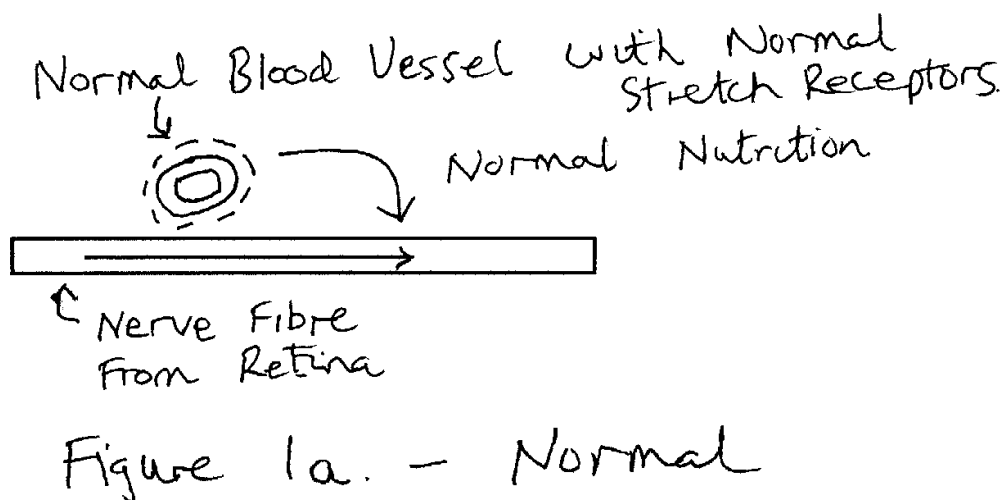 Normal Blood Vessel with Normal
Stretch Receptors.
Normal Nutrition
Nerve Fibre
From Retina
Figure 1a. - Normal